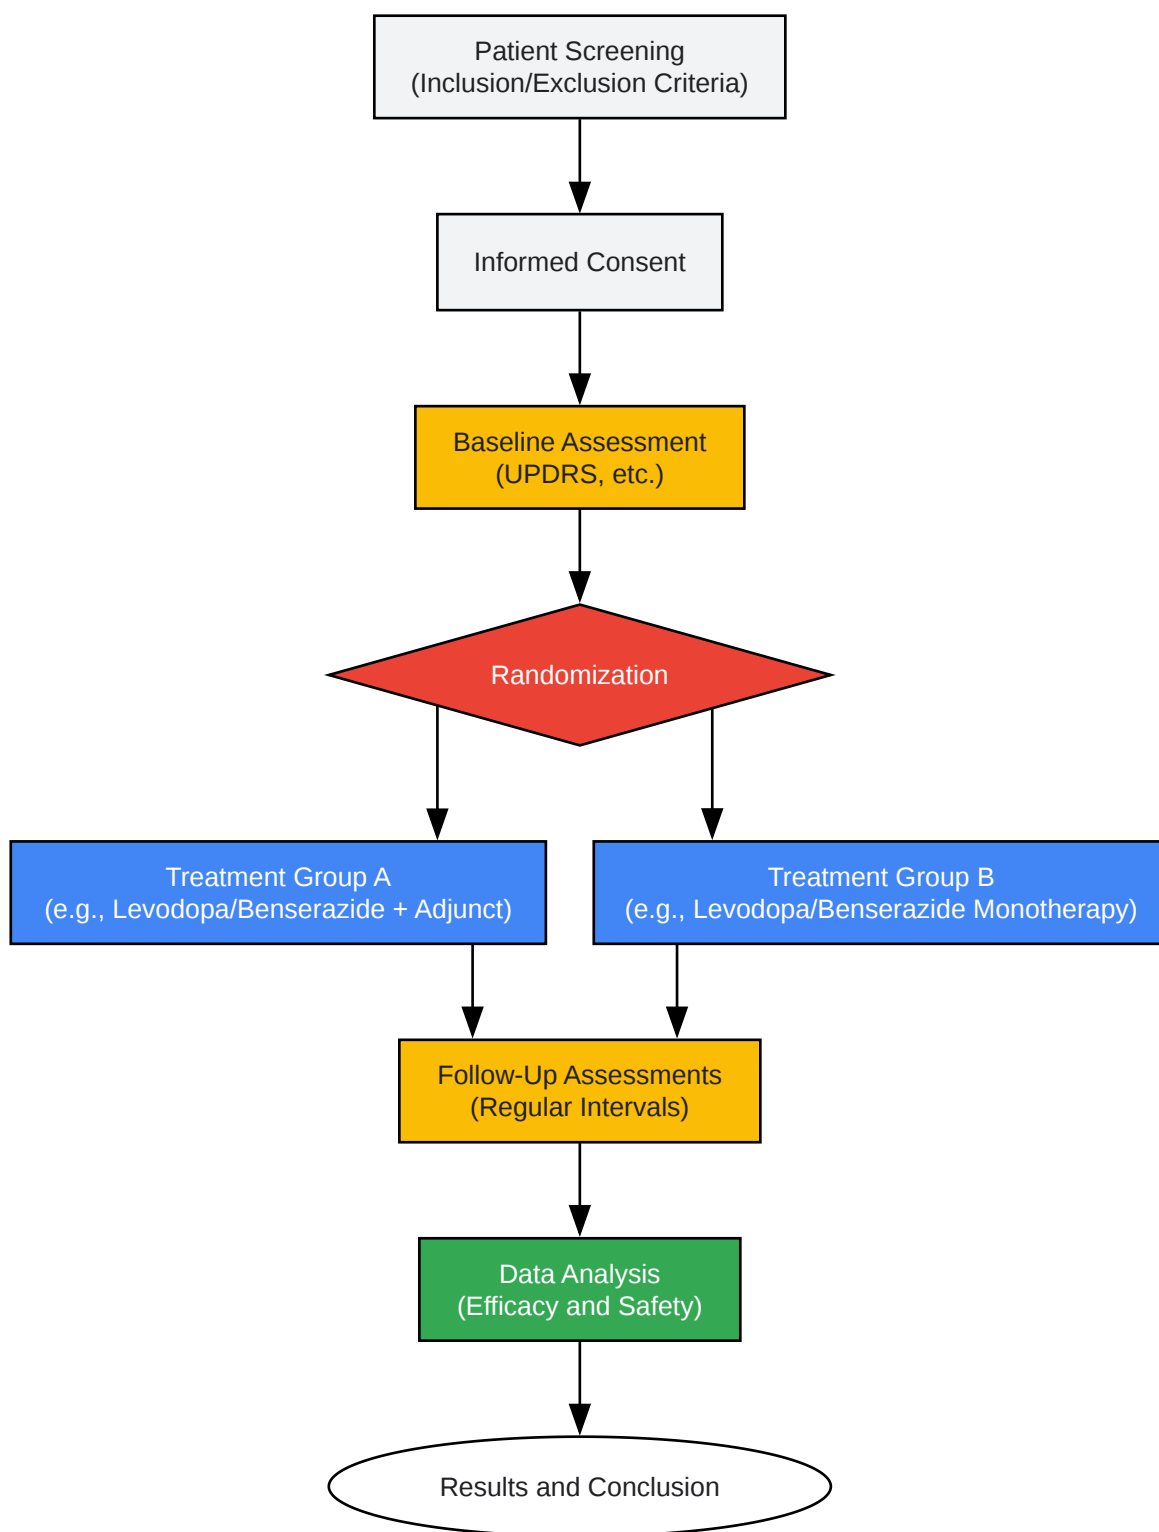 Patient Screening
(Inclusion/Exclusion Criteria)
Informed Consent
Baseline Assessment
(UPDRS, etc.)
Randomization
Treatment Group A
(e.g., Levodopa/Benserazide + Adjunct)
Treatment Group B
(e.g., Levodopa/Benserazide Monotherapy)
Follow-Up Assessments
(Regular Intervals)
Data Analysis
(Efficacy and Safety)
Results and Conclusion